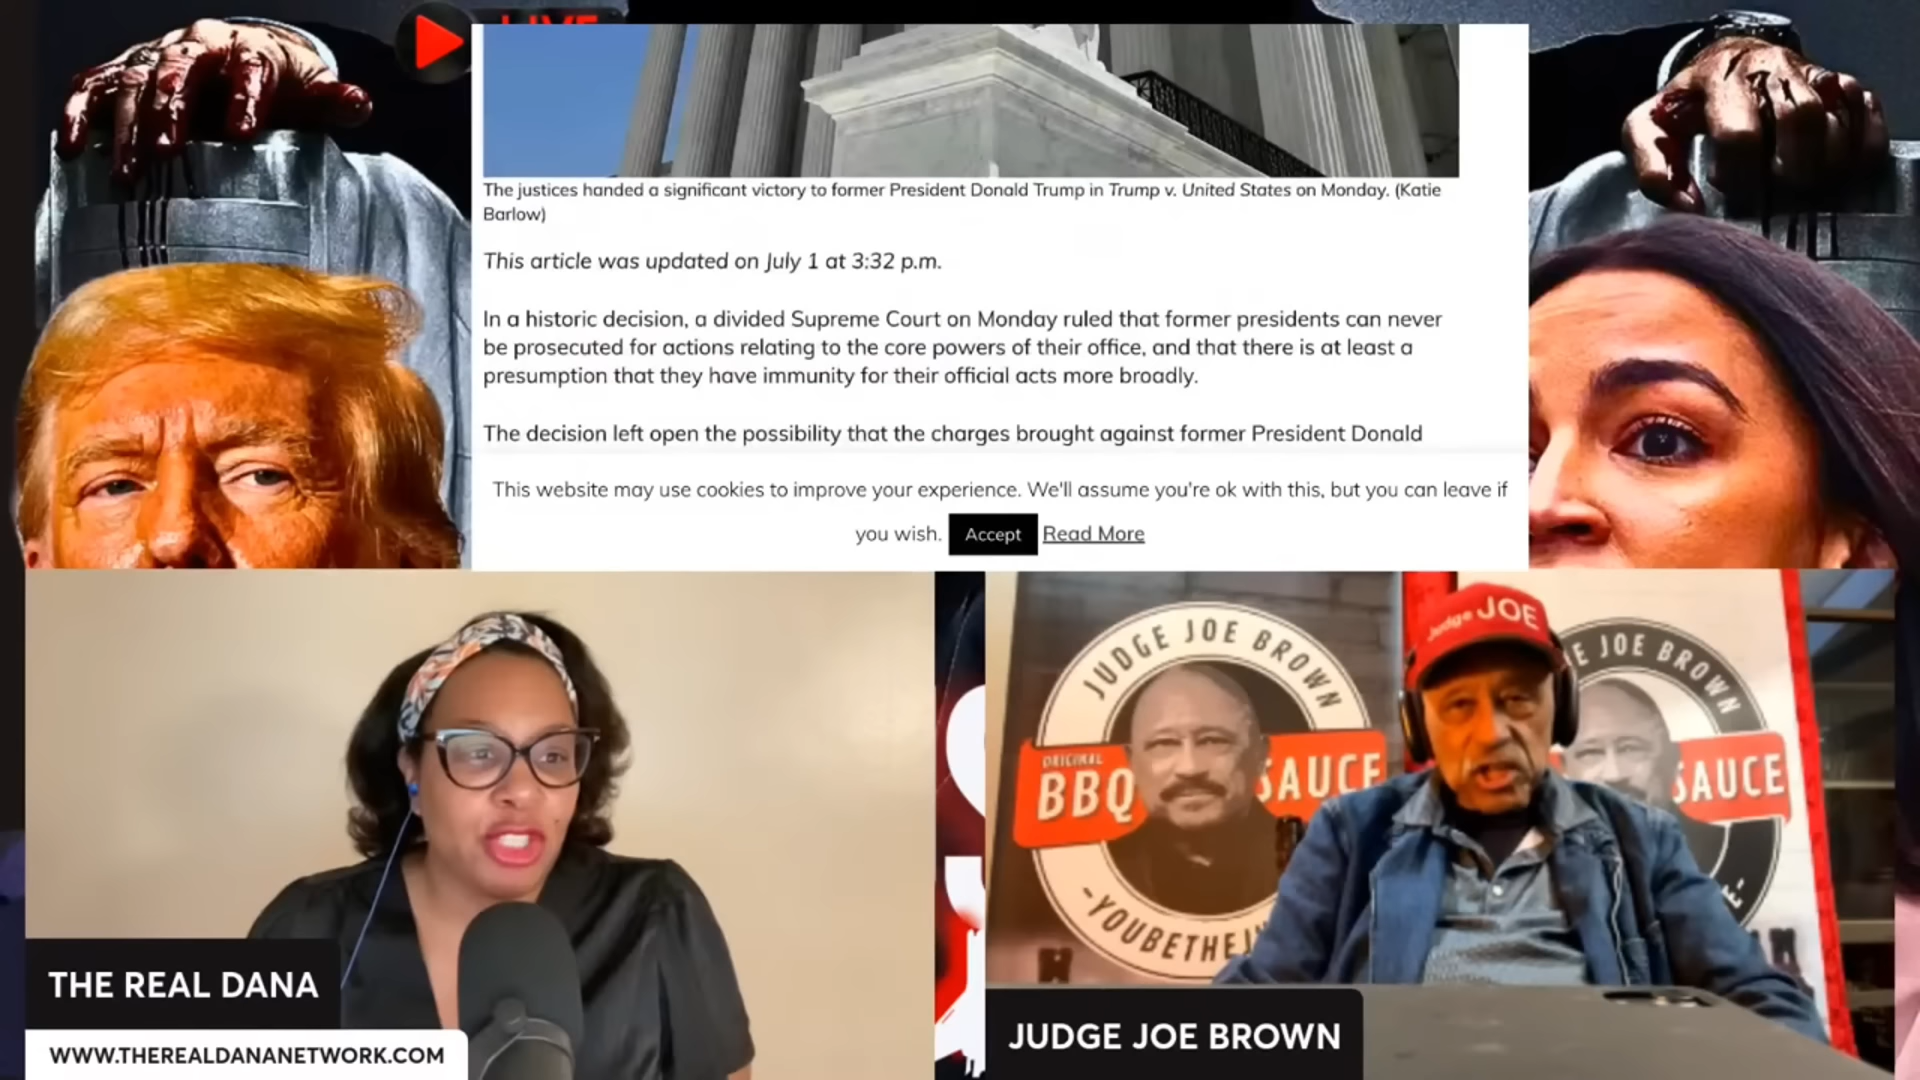 LIVE
The justices handed a significant victory to former President Donald Trump in Trump v. United States on Monday. (Katie
Barlow)
This article was updated on July 1 at 3:32 p.m.
In a historic decision, a divided Supreme Court on Monday ruled that former presidents can never
be prosecuted for actions relating to the core powers of their office, and that there is at least a
presumption that they have immunity for their official acts more broadly.
The decision left open the possibility that the charges brought against former President Donald
This website may use cookies to improve your experience. We'll assume you're ok with this, but you can leave if
you wish. Accept Read More
THE REAL DANA
WWW.THEREALDANANETWORK.COM
JUDGE JOE BROWN
ORIGINAL
BBQ SAUCE
Judge JOE
E JOE BROWN
SAUCE
JUDGE JOE BROWN